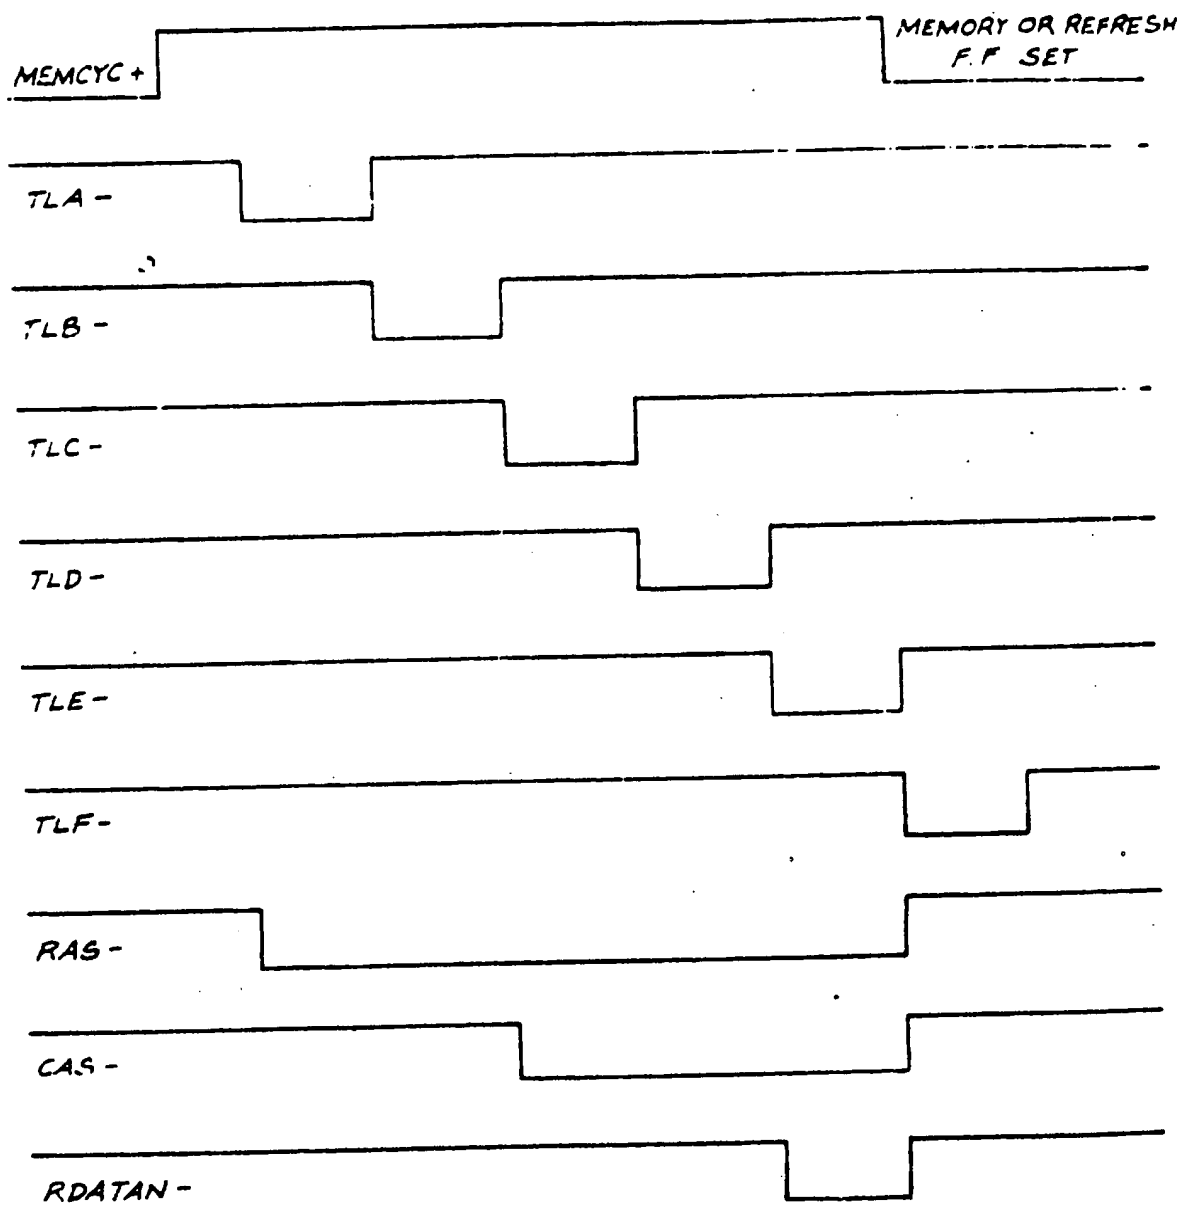 MEMORY OR REFRESH
F.F SET
MEMCYC +
TLA -
TLB -
TLC -
TLD -
TLE -
TLF -
RAS -
CAS -
RDATAN -